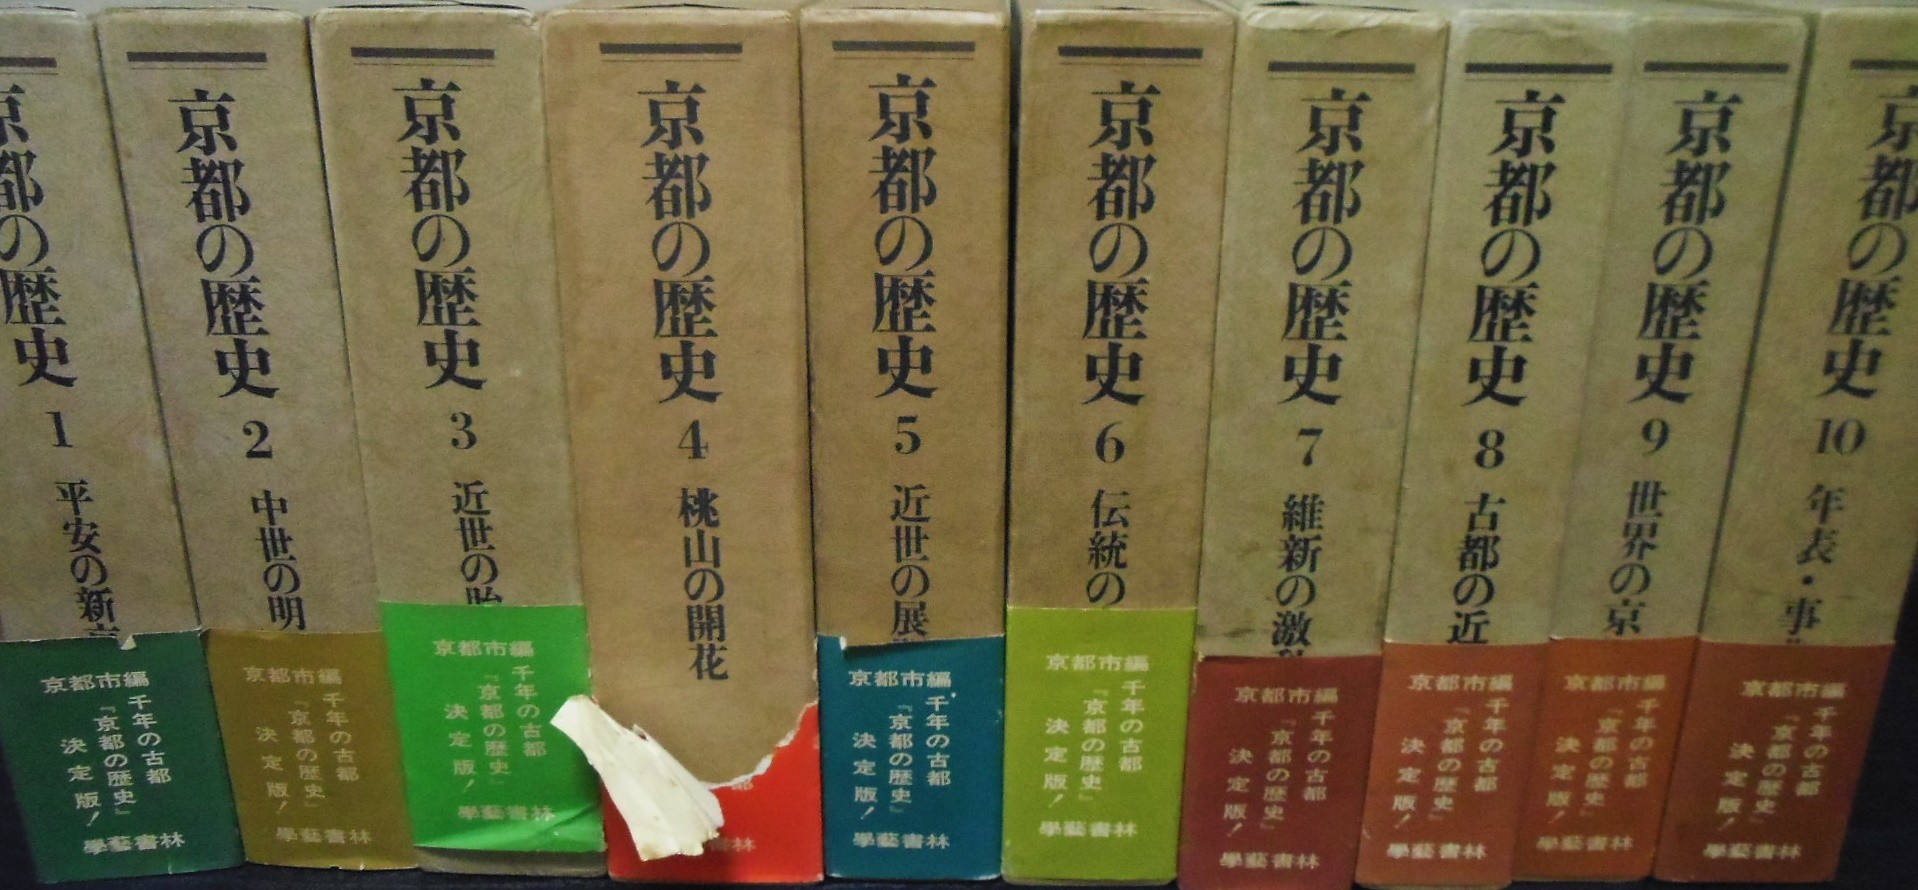 京都の歴史 1 平安の新京
京都市編
千年の古都
『京都の歴史』
決定版!
學藝書林
京都の歴史 2 中世の明
京都市編
千年の古都
『京都の歴史』
決定版!
學藝書林
京都の歴史 3 近世の胎
京都市編
千年の古都
『京都の歴史』
決定版!
學藝書林
京都の歴史 4 桃山の開花
都
書林
京都の歴史 5 近世の展
京都市編
千年の古都
『京都の歴史』
決定版!
學藝書林
京都の歴史 6 伝統の
京都市編
千年の古都
『京都の歴史』
決定版!
學藝書林
京都の歴史 7 維新の激
京都市編
千年の古都
『京都の歴史』
決定版!
學藝書林
京都の歴史 8 古都の近
京都市編
千年の古都
『京都の歴史』
決定版!
學藝書林
京都の歴史 9 世界の京
京都市編
千年の古都
『京都の歴史』
決定版!
學藝書林
京都の歴史 10 年表・事
京都市編
千年の古都
『京都の歴史』
決定版!
學藝書林